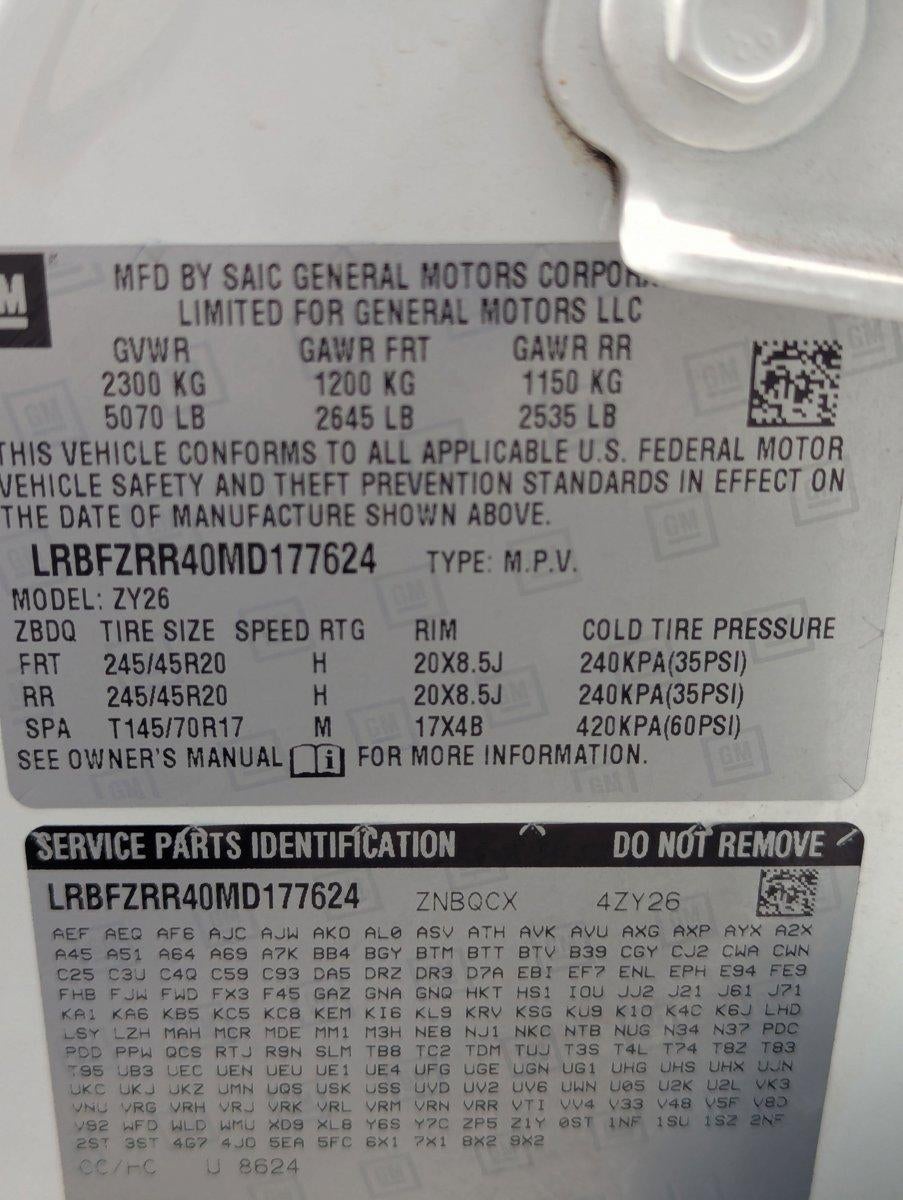 MFD BY SAIC GENERAL MOTORS
LIMITED FOR GENERAL MOTORS LLC
GVWR GAWR FRT GAWR RR
2300 KG 1200 KG 1150 KG
5070 LB 2645 LB 2535 LB
THIS VEHICLE CONFORMS TO ALL APPLICABLE U.S. FEDERAL MOTOR
VEHICLE SAFETY AND THEFT PREVENTION STANDARDS IN EFFECT ON
THE DATE OF MANUFACTURE SHOWN ABOVE.
LRBFZRR40MD177624 TYPE: M.P.V.
MODEL: ZY26
ZBDQ TIRE SIZE SPEED RTG RIM COLD TIRE PRESSURE
FRT 245/45R20 H 20X8.5J 240KPA(35PSI)
RR 245/45R20 H 20X8.5J 240KPA(35PSI)
SPA T145/70R17 M 17X4B 420KPA(60PSI)
SEE OWNER'S MANUAL i FOR MORE INFORMATION.
SERVICE PARTS IDENTIFICATION DO NOT REMOVE
LRBFZRR40MD177624 ZNBQCX 4ZY26
AEF AEQ AF6 AJC AJW AKO AL0 ASV ATH AVK AVU AXG AXP AYX A2X
A45 A51 A64 A69 A7K BB4 BGY BTM BTT BTV B39 CGY CJ2 CWA CWN
C25 C3U C4Q C59 C93 DA5 DRZ DR3 D7A EBI EF7 ENL EPH E94 FE9
FHB FJW FWD FX3 F45 GAZ GNA GNQ HKT HS1 IOU JJ2 J21 J61 J71
KA1 KA6 KB5 KC5 KC8 KEM KI6 KL9 KRV KSG KU9 K10 K4C K6J LHD
LSY LZH MAH MCR MDE MM1 M3H NE8 NJ1 NKC NTB NUG N34 N37 PDC
PDD PPW QCS RTJ R9N SLM TB8 TC2 TDM TUJ T3S T4L T74 T8Z T83
T95 UB3 UEC UEN UEU UE1 UE4 UFG UGE UGN UG1 UHG UHS UHX UJN
UKC UKJ UKZ UMN UQS USK USS UVD UV2 UV6 UWN U05 U2K U2L VK3
VNU VRG VRH VRJ VRK VRL VRM VRN VRR VTI VV4 V33 V48 V5F V8D
V92 WFD WLD WMU XD9 XL8 Y6S Y7C ZP5 Z1Y 0ST 1NF 1SU 1SZ 2NF
2ST 3ST 4G7 4JO 5EA 5FC 6X1 7X1 8X2 9X2
U 8624